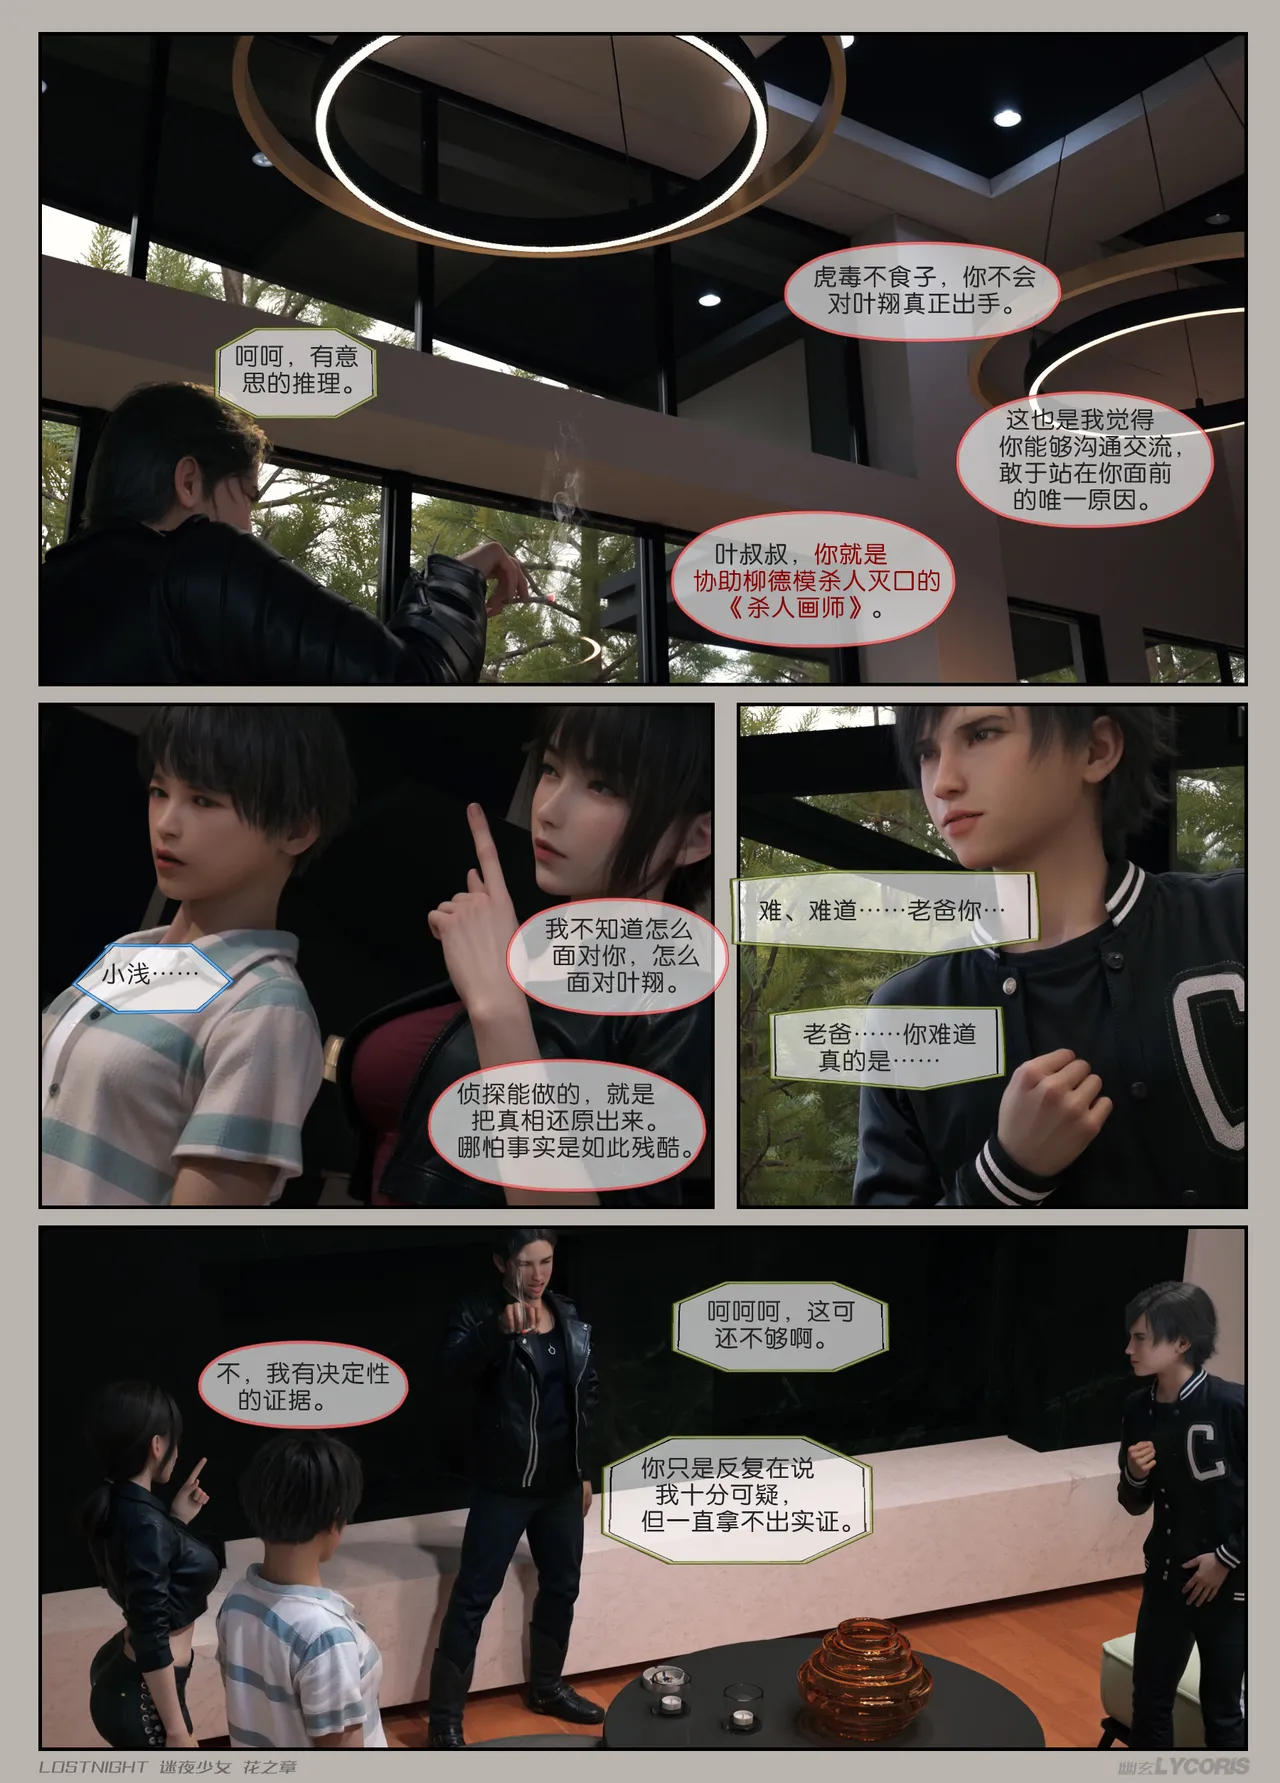 虎毒不食子，你不会
对叶翔真正出手。
呵呵，有意
思的推理。
这也是我觉得
你能够沟通交流，
敢于站在你面前
的唯一原因。
叶叔叔，你就是
协助柳德模杀人灭口的
《杀人画师》。
小浅……
我不知道怎么
面对你，怎么
面对叶翔。
侦探能做的，就是
把真相还原出来。
哪怕事实是如此残酷。
难、难道……老爸你…
老爸……你难道
真的是……
呵呵呵，这可
还不够啊。
不，我有决定性
的证据。
你只是反复在说
我十分可疑，
但一直拿不出实证。
C
C
LOSTNIGHT 迷夜少女 花之章
幽玄LYCORIS